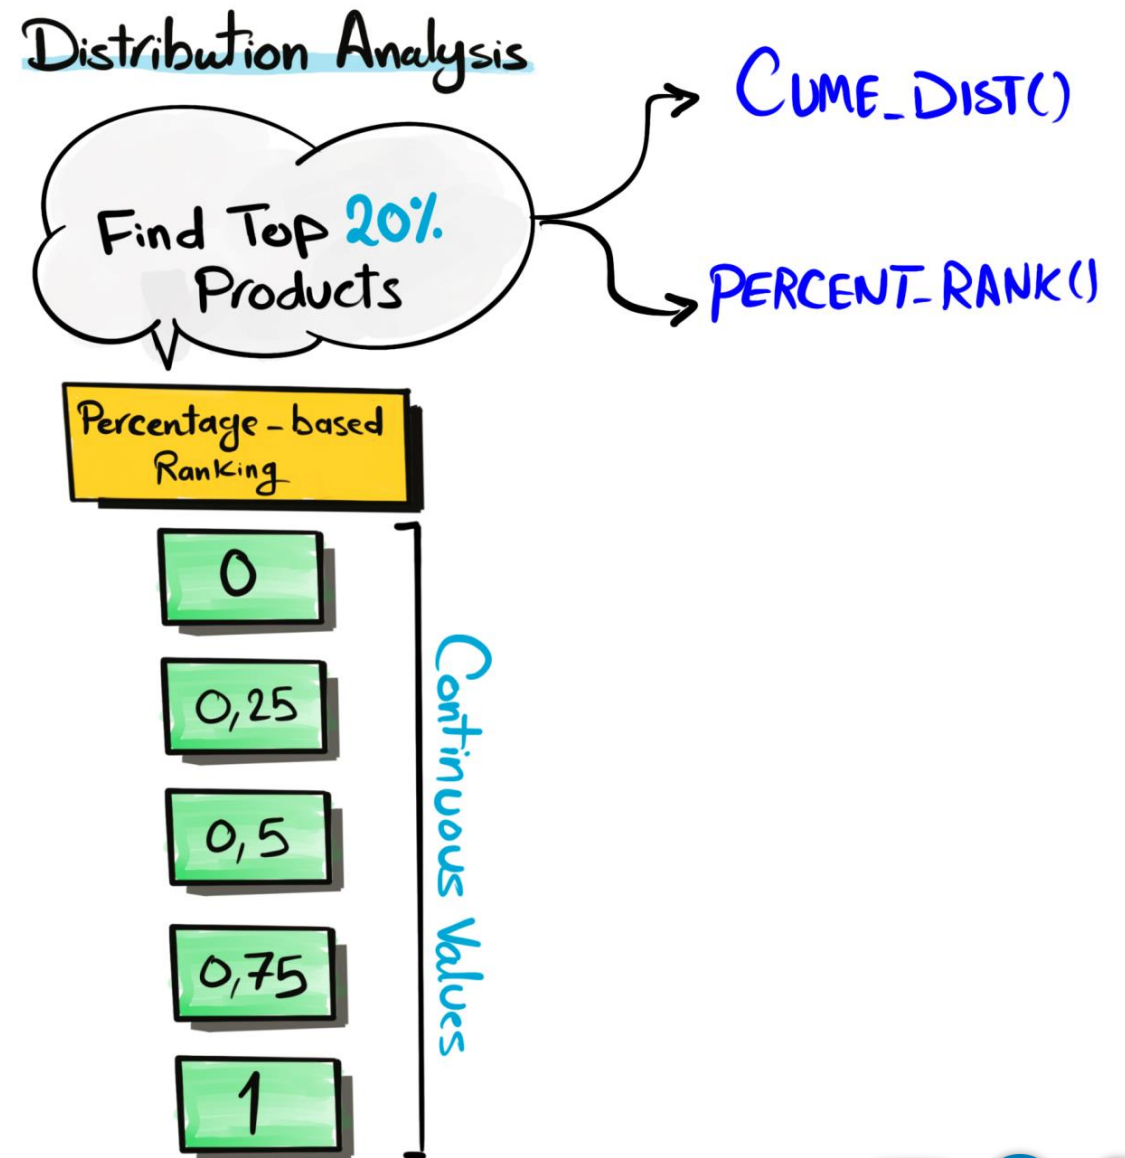 Distribution Analysis
CUME_DIST()
Find Top 20%
Products
PERCENT_RANK()
Percentage-based
Ranking
0
0,25
0,5
0,75
1
Continuous Values